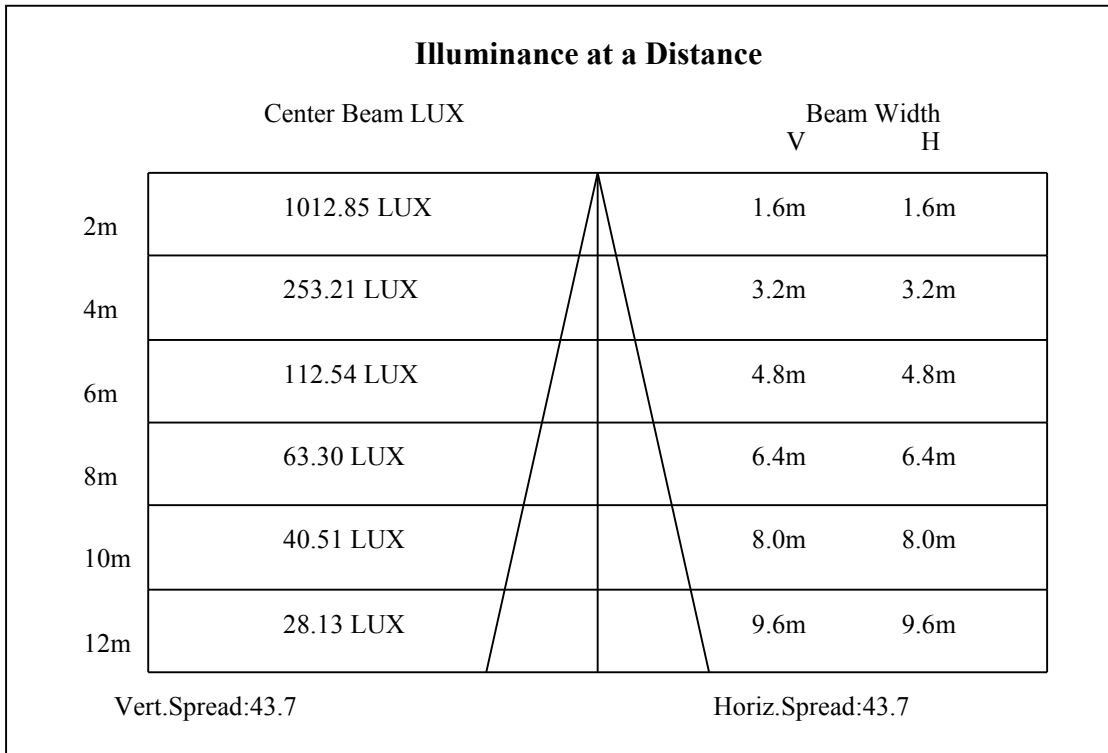 Illuminance at a Distance
Center Beam LUX Beam Width
V H
2m 1012.85 LUX 1.6m 1.6m
4m 253.21 LUX 3.2m 3.2m
6m 112.54 LUX 4.8m 4.8m
8m 63.30 LUX 6.4m 6.4m
10m 40.51 LUX 8.0m 8.0m
12m 28.13 LUX 9.6m 9.6m
Vert.Spread:43.7 Horiz.Spread:43.7